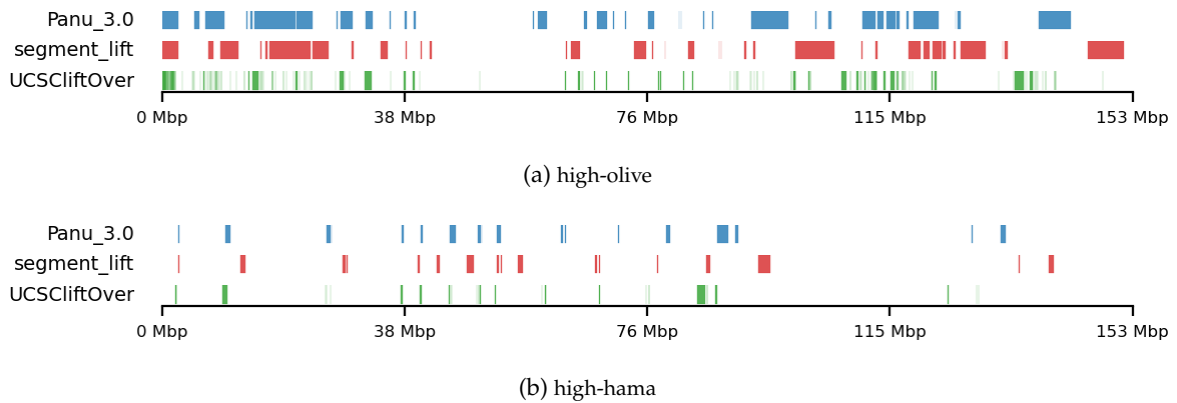 Panu_3.0
segment_lift
UCSCliftOver
0 Mbp 38 Mbp 76 Mbp 115 Mbp 153 Mbp
(a) high-olive
Panu_3.0
segment_lift
UCSCliftOver
0 Mbp 38 Mbp 76 Mbp 115 Mbp 153 Mbp
(b) high-hama